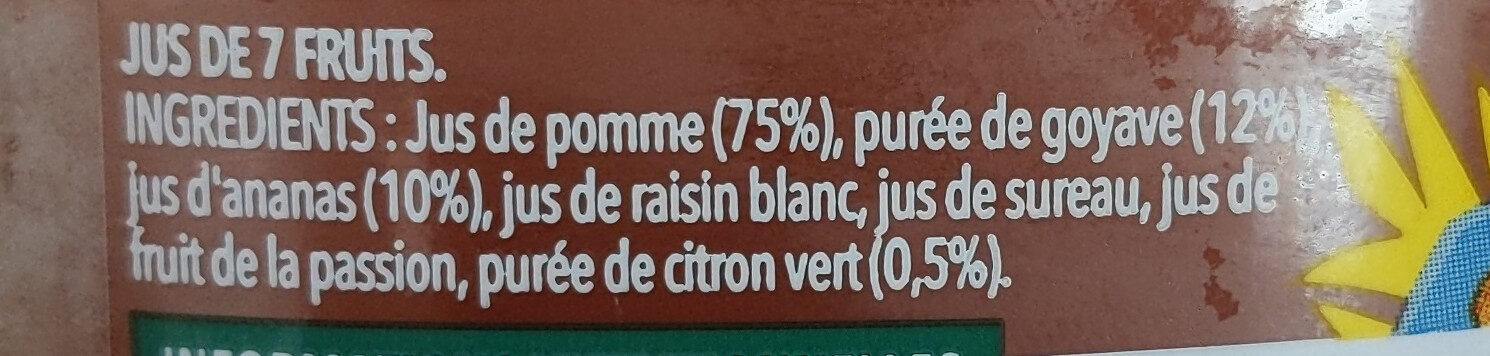 JUS DE 7 FRUITS.
INGREDIENTS : Jus de pomme (75%), purée de goyave (12%),
jus d'ananas (10%), jus de raisin blanc, jus de sureau, jus de
fruit de la passion, purée de citron vert (0,5%).